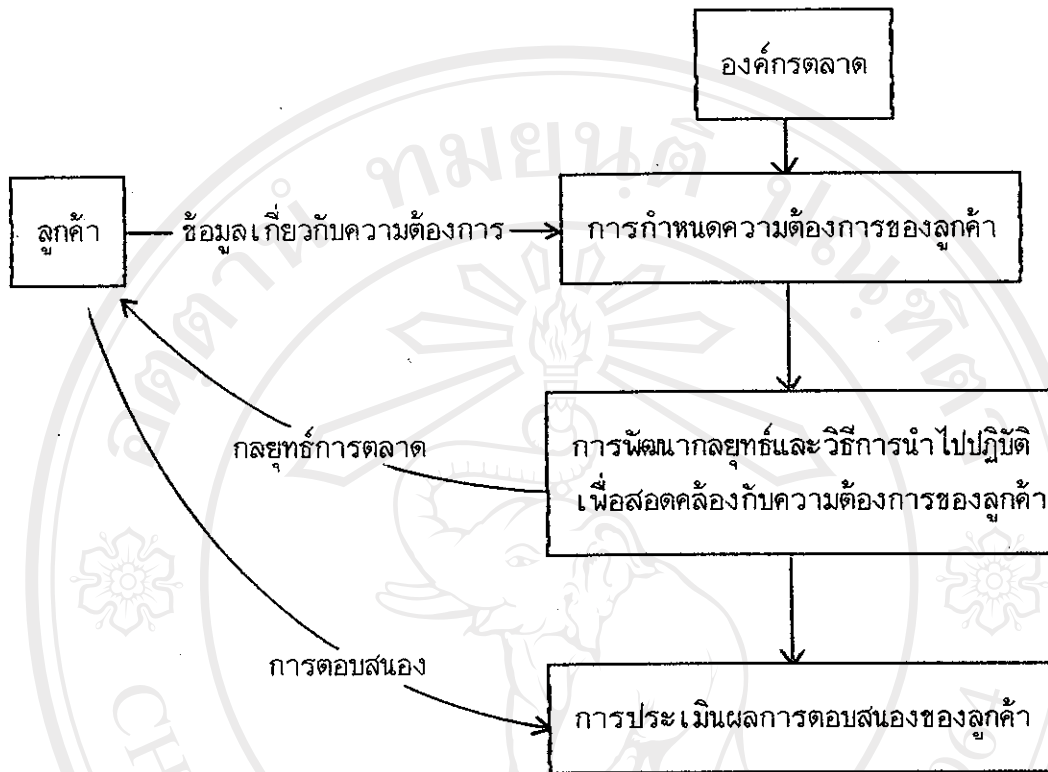 องค์กรตลาด
ลูกค้า
ข้อมูลเกี่ยวกับความต้องการ
การกำหนดความต้องการของลูกค้า
กลยุทธ์การตลาด
การพัฒนากลยุทธ์และวิธีการนำไปปฏิบัติ
เพื่อสอดคล้องกับความต้องการของลูกค้า
การตอบสนอง
การประเมินผลการตอบสนองของลูกค้า